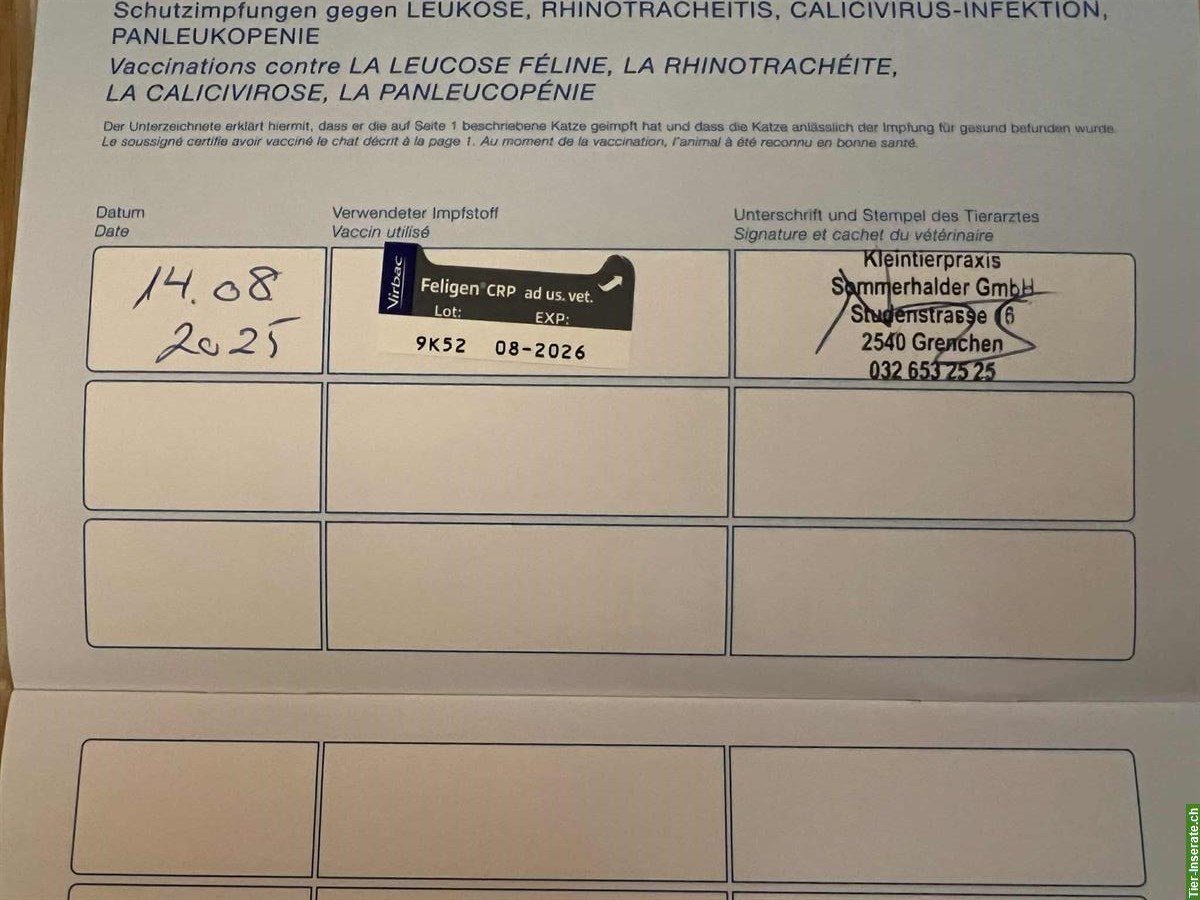 Schutzimpfungen gegen LEUKOSE, RHINOTRACHEITIS, CALICIVIRUS-INFEKTION,
PANLEUKOPENIE
Vaccinations contre LA LEUCOSE FÉLINE, LA RHINOTRACHÉITE,
LA CALICIVIROSE, LA PANLEUCOPÉNIE
Der Unterzeichnete erklärt hiermit, dass er die auf Seite 1 beschriebene Katze geimpft hat und dass die Katze anlässlich der Impfung für gesund befunden wurde.
Le soussigné certifie avoir vacciné le chat décrit à la page 1. Au moment de la vaccination, l'animal à été reconnu en bonne santé.
Datum
Date
Verwendeter Impfstoff
Vaccin utilisé
Unterschrift und Stempel des Tierarztes
Signature et cachet du vétérinaire
14.08
2025
Virbac
Feligen® CRP ad us. vet.
Lot: EXP:
9K52 08-2026
Kleintierpraxis
Sommerhalder GmbH
Studenstrasse 6
2540 Grenchen
032 653 25 25
Tier-Inserate.ch